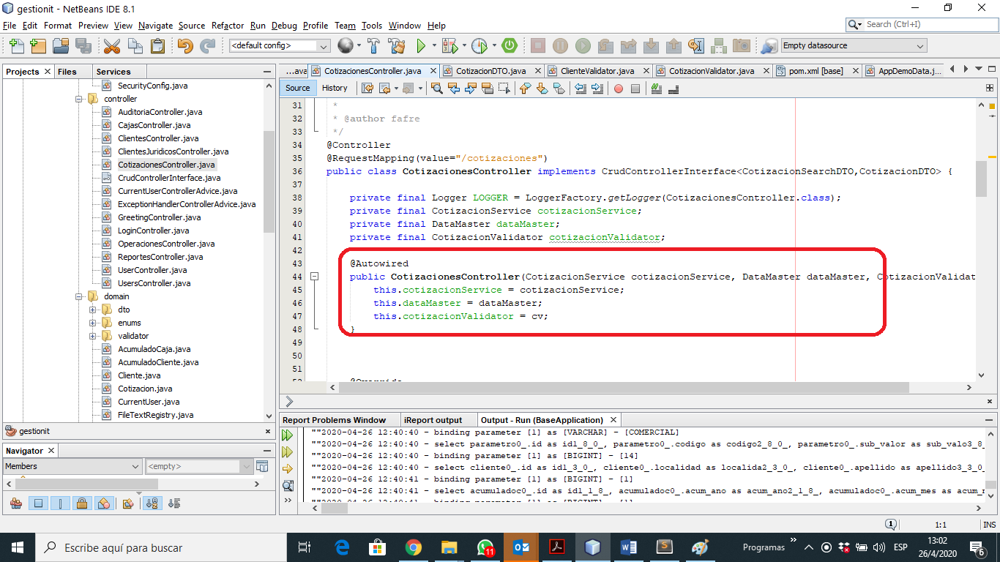 gestionit - NetBeans IDE 8.1
File Edit Format Preview View Navigate Source Refactor Run Debug Profile Team Tools Window Help
Search (Ctrl+I)
<default config>
Empty datasource
Projects Files Services
SecurityConfig.java
controller
AuditoriaController.java
CajasController.java
ClientesController.java
ClientesJuridicosController.java
CotizacionesController.java
CrudControllerInterface.java
CurrentUserControllerAdvice.java
ExceptionHandlerControllerAdvice.java
GreetingController.java
LoginController.java
OperacionesController.java
ReportesController.java
UserController.java
UsersController.java
domain
dto
enums
validator
AcumuladoCaja.java
AcumuladoCliente.java
Cliente.java
Cotizacion.java
CurrentUser.java
FileTextRegistry.java
gestionit
Navigator
Members
<empty>
...ava CotizacionesController.java CotizacionDTO.java ClienteValidator.java CotizacionValidator.java pom.xml [base] AppDemoData.j...
Source History
31 *
32 * @author fafre
33 */
34 @Controller
35 @RequestMapping(value="/cotizaciones")
36 public class CotizacionesController implements CrudControllerInterface<CotizacionSearchDTO,CotizacionDTO> {
37
38 private final Logger LOGGER = LoggerFactory.getLogger(CotizacionesController.class);
39 private final CotizacionService cotizacionService;
40 private final DataMaster dataMaster;
41 private final CotizacionValidator cotizacionValidator;
42
43 @Autowired
44 public CotizacionesController(CotizacionService cotizacionService, DataMaster dataMaster, CotizacionValidat
45 this.cotizacionService = cotizacionService;
46 this.dataMaster = dataMaster;
47 this.cotizacionValidator = cv;
48 }
49
50
51
52 @Override
Report Problems Window iReport output Output - Run (BaseApplication)
""2020-04-26 12:40:40 - binding parameter [1] as [VARCHAR] - [COMERCIAL]
""2020-04-26 12:40:40 - select parametro0_.id as id1_8_0_, parametro0_.codigo as codigo2_8_0_, parametro0_.sub_valor as sub_valo3_8_
""2020-04-26 12:40:40 - binding parameter [1] as [BIGINT] - [14]
""2020-04-26 12:40:41 - select cliente0_.id as id1_3_0_, cliente0_.localidad as localida2_3_0_, cliente0_.apellido as apellido3_3_0_
""2020-04-26 12:40:41 - binding parameter [1] as [BIGINT] - [1]
""2020-04-26 12:40:41 - select acumuladoc0_.id as id1_1_8_, acumuladoc0_.acum_ano as acum_ano2_1_8_, acumuladoc0_.acum_mes as acum_m
""2020-04-26 12:40:41 - binding parameter [1] as [BIGINT] - [1]
1
1:1 INS
Escribe aquí para buscar
11
Programas
ESP
13:02
26/4/2020
6